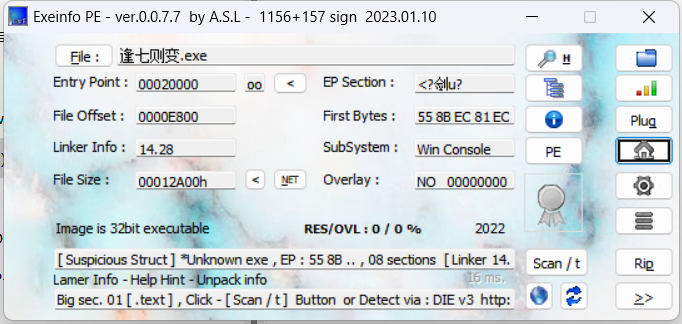 Exeinfo PE - ver.0.0.7.7 by A.S.L - 1156+157 sign 2023.01.10
File : 逢七则变.exe H
Entry Point : 00020000 oo < EP Section : <?刽u?
File Offset : 0000E800 First Bytes : 55 8B EC 81 EC Plug
Linker Info : 14.28 SubSystem : Win Console PE
File Size : 00012A00h < NET Overlay : NO 00000000
Image is 32bit executable RES/OVL : 0 / 0 % 2022
[ Suspicious Struct ] *Unknown exe , EP : 55 8B .. , 08 sections [ Linker 14. Scan / t Rip
Lamer Info - Help Hint - Unpack info 16 ms.
Big sec. 01 [ .text ] , Click - [ Scan / t ] Button or Detect via : DIE v3 http: >>